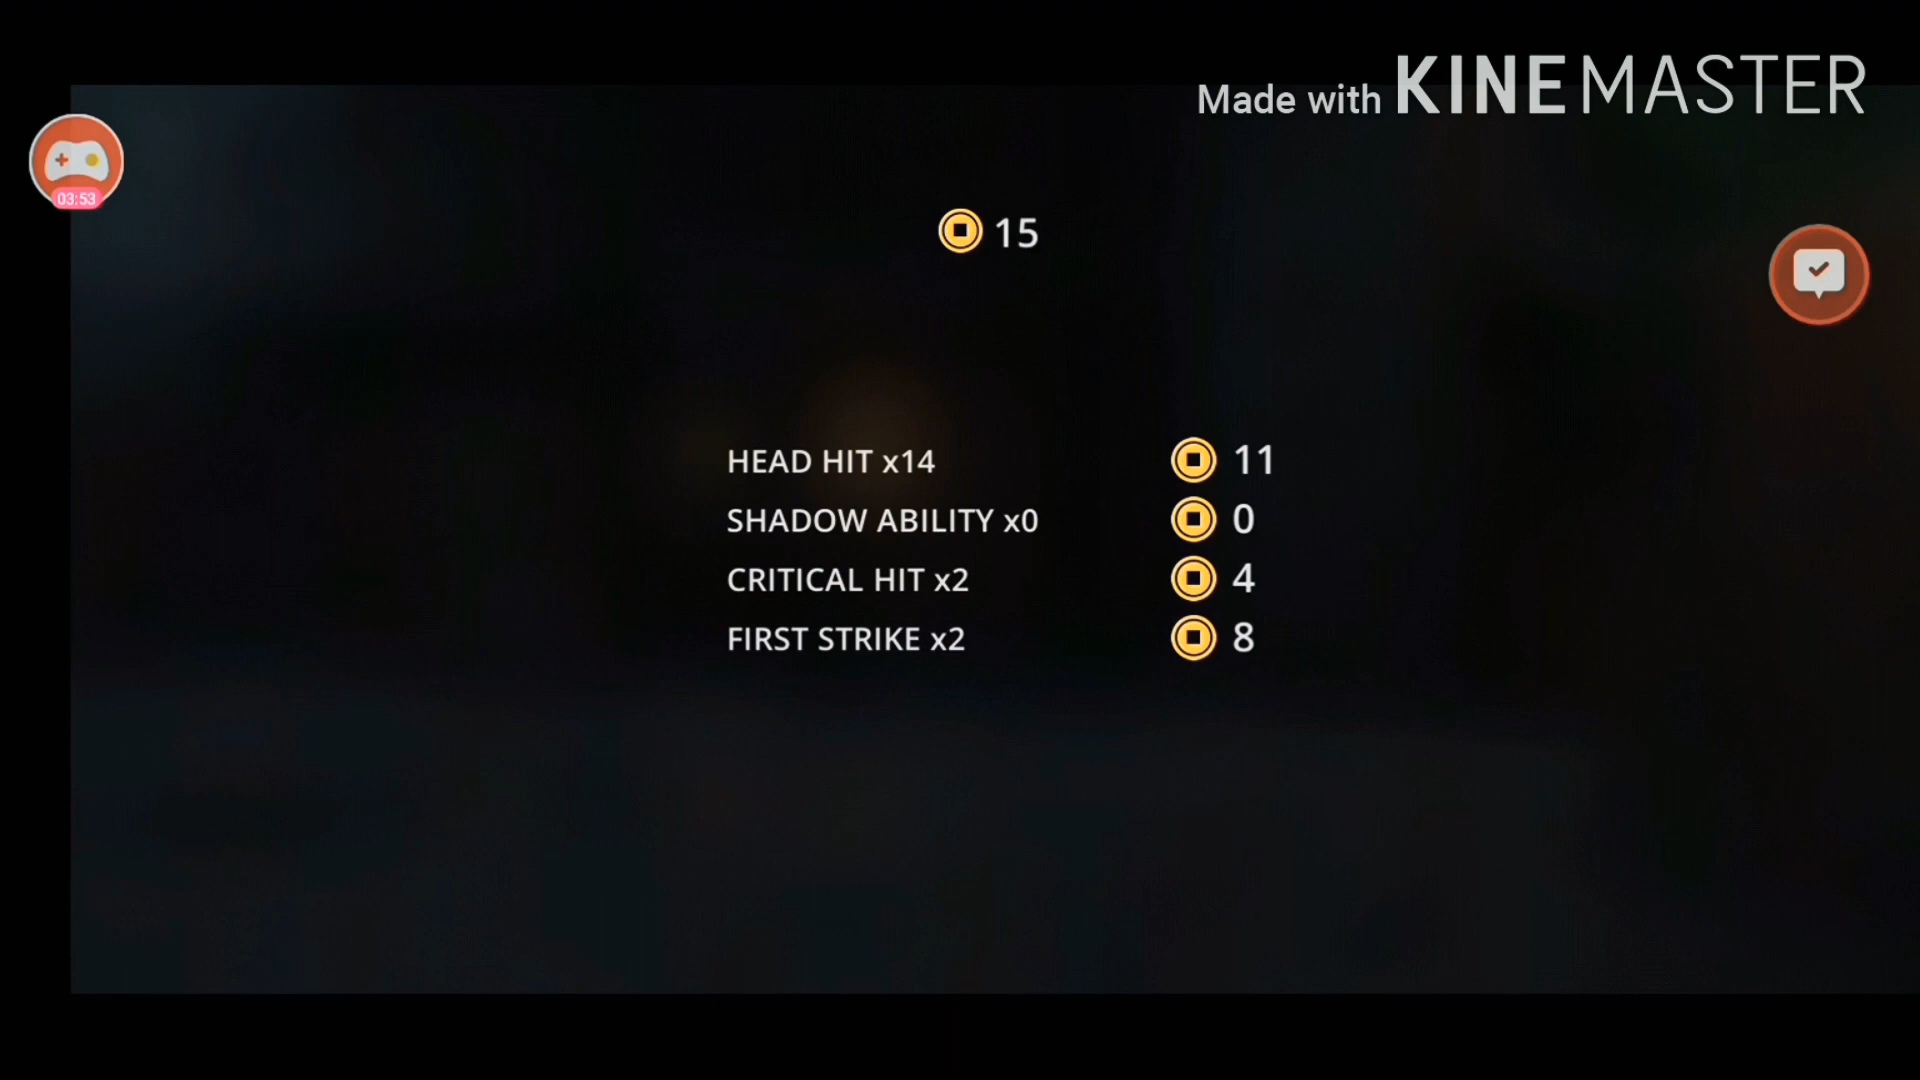 Made with KINEMASTER
03:53
15
HEAD HIT x14 11
SHADOW ABILITY x0 0
CRITICAL HIT x2 4
FIRST STRIKE x2 8